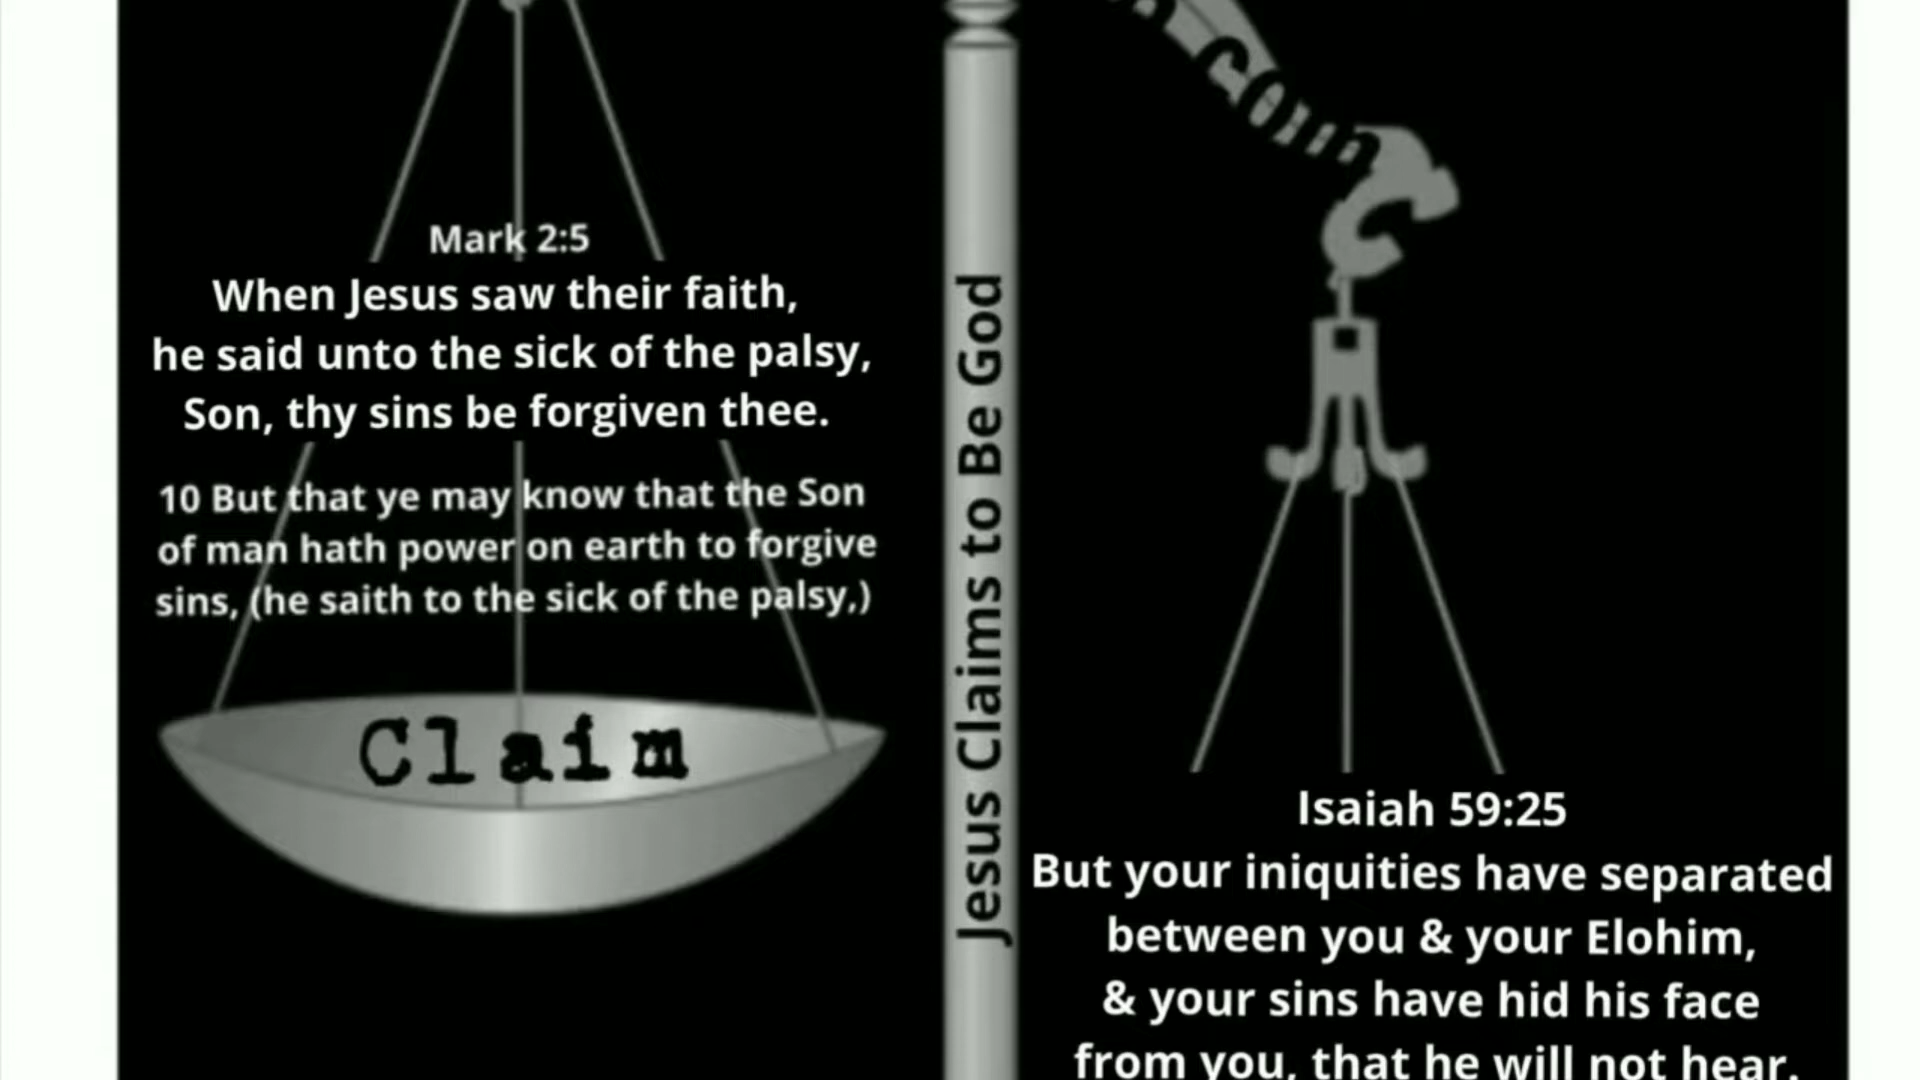 Mark 2:5
When Jesus saw their faith,
he said unto the sick of the palsy,
Son, thy sins be forgiven thee.
10 But that ye may know that the Son
of man hath power on earth to forgive
sins, (he saith to the sick of the palsy,)
Claim
Jesus Claims to Be God
Isaiah 59:25
But your iniquities have separated
between you & your Elohim,
& your sins have hid his face
from you, that he will not hear.